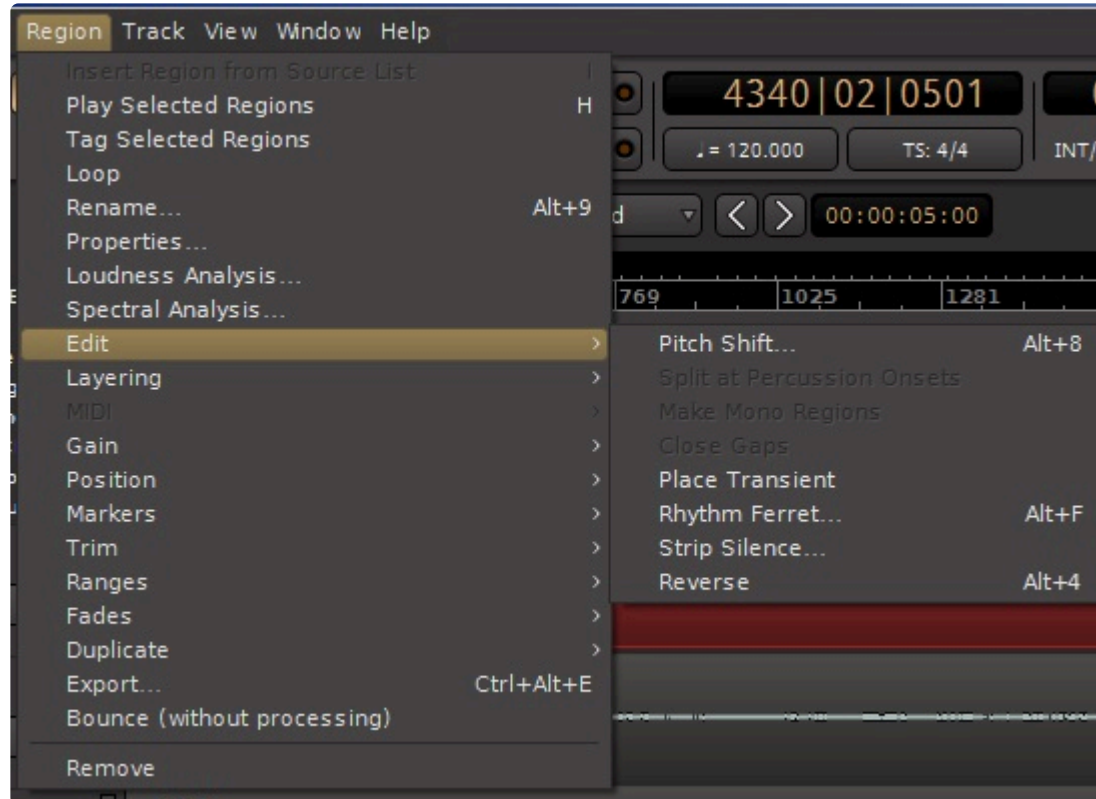 Region Track View Window Help
Insert Region from Source List I
Play Selected Regions H
Tag Selected Regions
Loop
Rename... Alt+9
Properties...
Loudness Analysis...
Spectral Analysis...
Edit >
Layering >
MIDI >
Gain >
Position >
Markers >
Trim >
Ranges >
Fades >
Duplicate >
Export... Ctrl+Alt+E
Bounce (without processing)
Remove
4340|02|0501
♩= 120.000 TS: 4/4 INT/
d < > 00:00:05:00
769 1025 1281
Pitch Shift... Alt+8
Split at Percussion Onsets
Make Mono Regions
Close Gaps
Place Transient
Rhythm Ferret... Alt+F
Strip Silence...
Reverse Alt+4